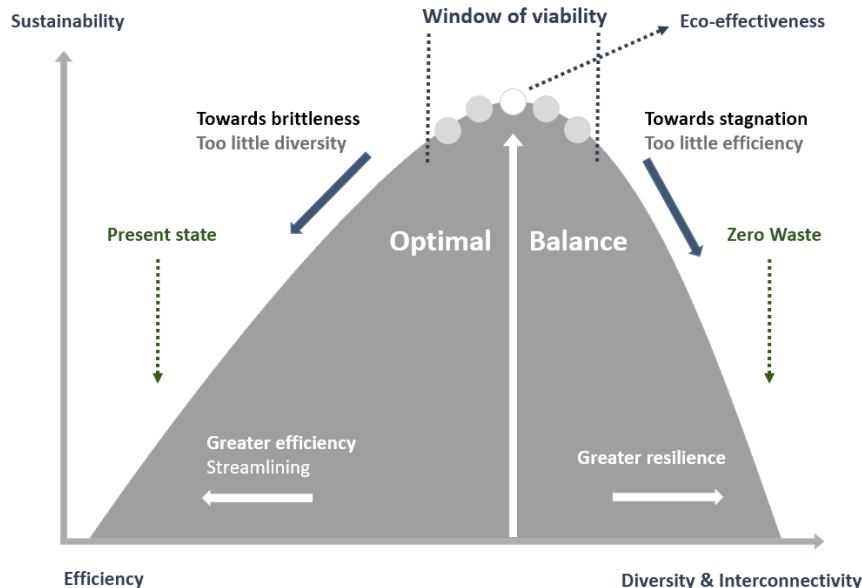 Sustainability
Window of viability
Eco-effectiveness
Towards brittleness
Too little diversity
Towards stagnation
Too little efficiency
Present state
Optimal
Balance
Zero Waste
Greater efficiency
Streamlining
Greater resilience
Efficiency
Diversity & Interconnectivity